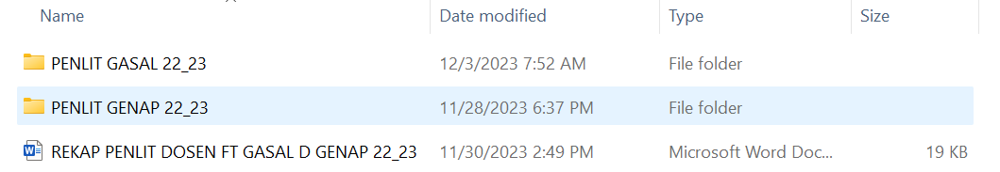 Name Date modified Type Size
PENLIT GASAL 22_23 12/3/2023 7:52 AM File folder
PENLIT GENAP 22_23 11/28/2023 6:37 PM File folder
REKAP PENLIT DOSEN FT GASAL D GENAP 22_23 11/30/2023 2:49 PM Microsoft Word Doc... 19 KB